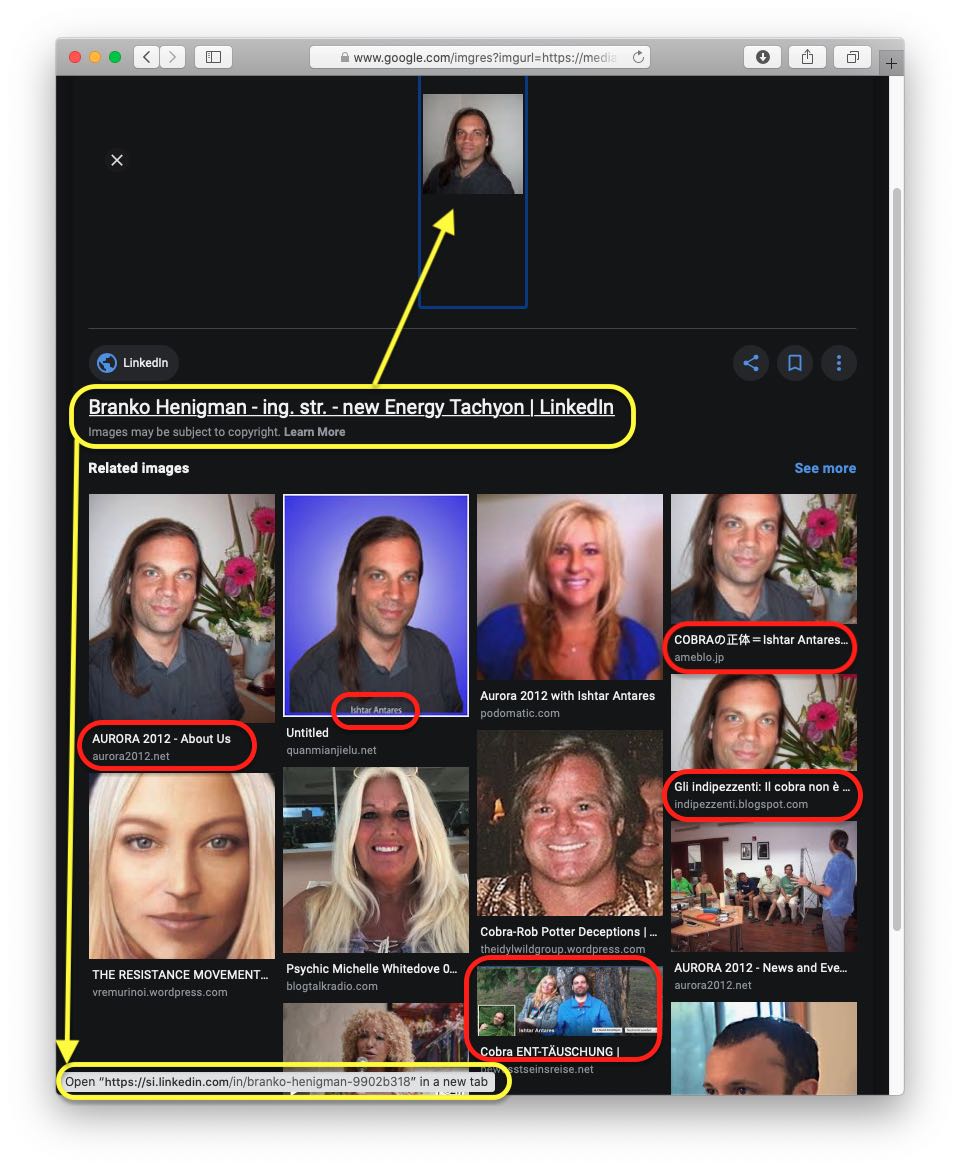 www.google.com/imgres?imgurl=https://media
LinkedIn
Branko Henigman - ing. str. - new Energy Tachyon | LinkedIn
Images may be subject to copyright. Learn More
Related images
See more
Ishtar Antares
AURORA 2012 - About Us
aurora2012.net
Untitled
quanmianjielu.net
Aurora 2012 with Ishtar Antares
podomatic.com
COBRAの正体＝Ishtar Antares...
ameblo.jp
Gli indipezzenti: Il cobra non è ...
indipezzenti.blogspot.com
THE RESISTANCE MOVEMENT...
vremurinoi.wordpress.com
Psychic Michelle Whitedove 0...
blogtalkradio.com
Cobra-Rob Potter Deceptions | ...
theidylwildgroup.wordpress.com
Ishtar Antares
Cobra ENT-TÄUSCHUNG |
AURORA 2012 - News and Eve...
aurora2012.net
Open “https://si.linkedin.com/in/branko-henigman-9902b318” in a new tab